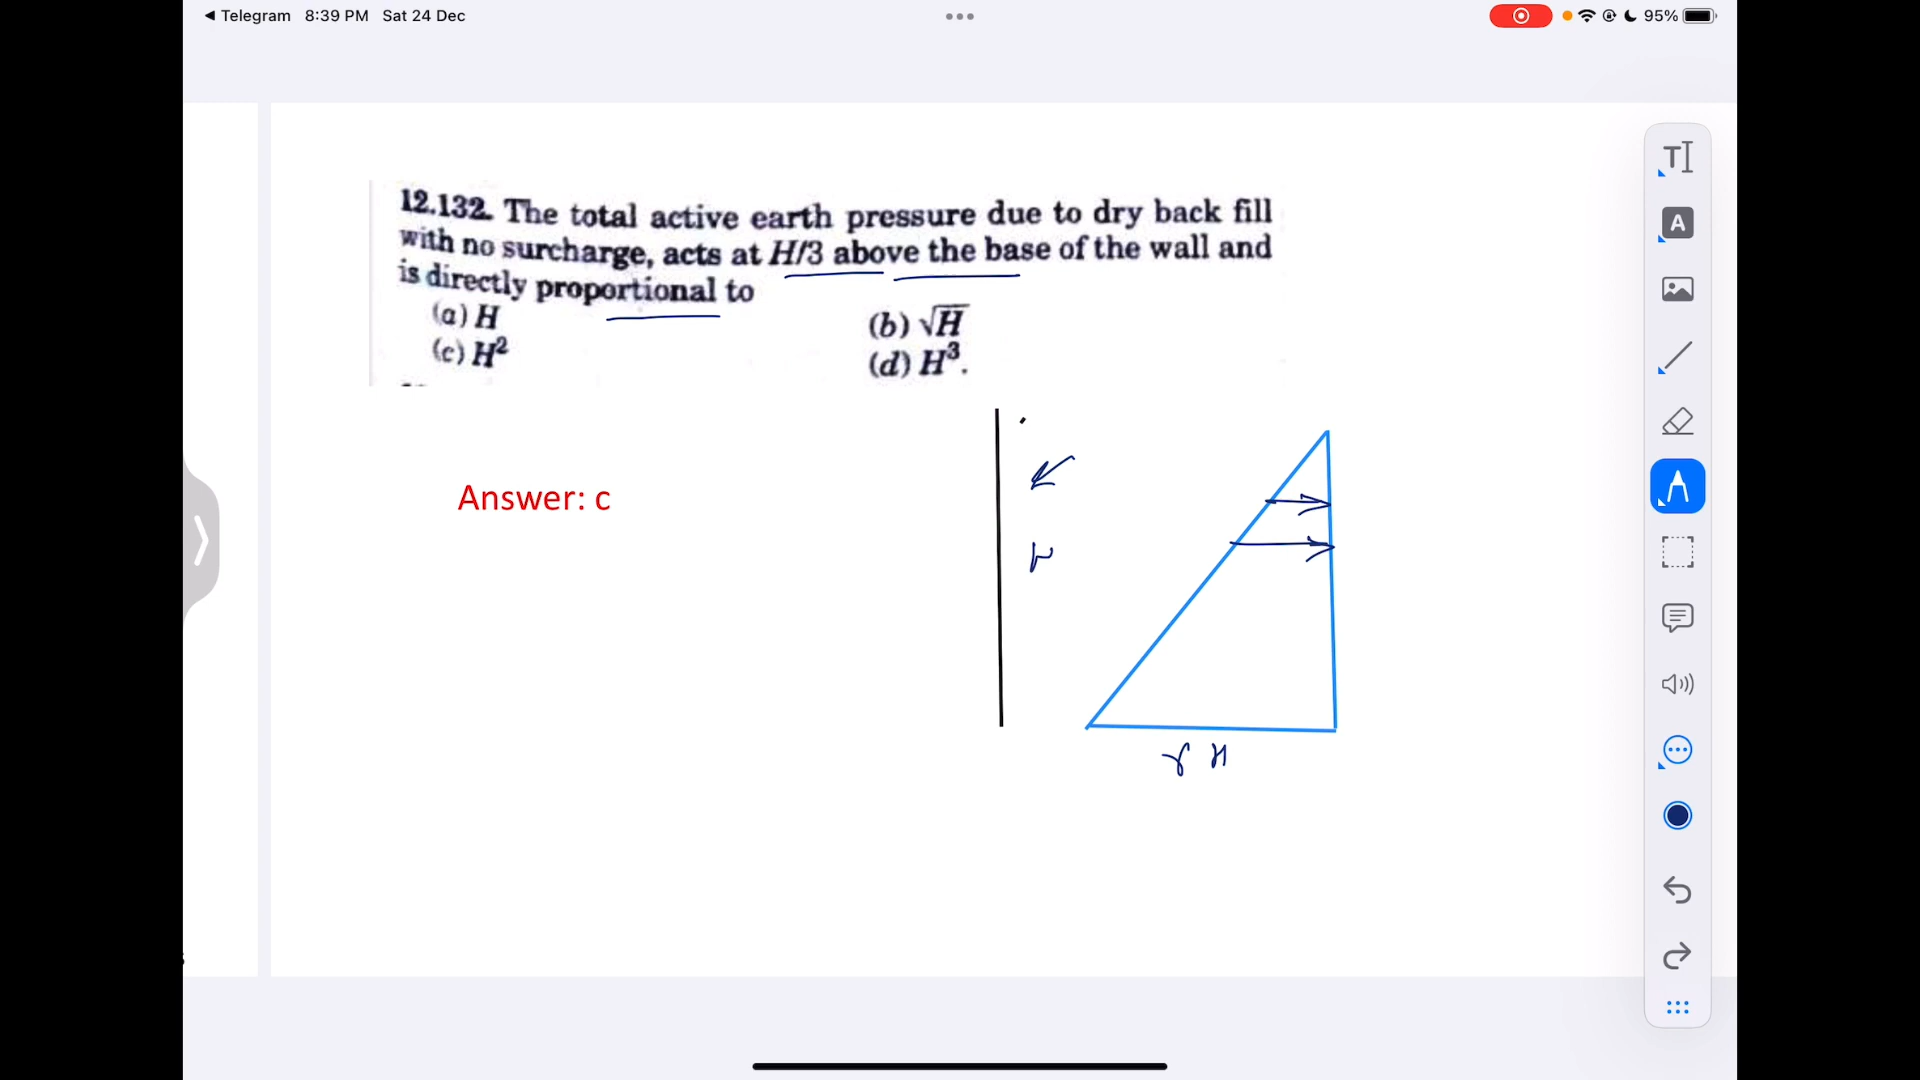 Telegram 8:39 PM Sat 24 Dec
95%
12.132. The total active earth pressure due to dry back fill
with no surcharge, acts at H/3 above the base of the wall and
is directly proportional to
(a) H (b) √H
(c) H² (d) H³.
Answer: c
γ H